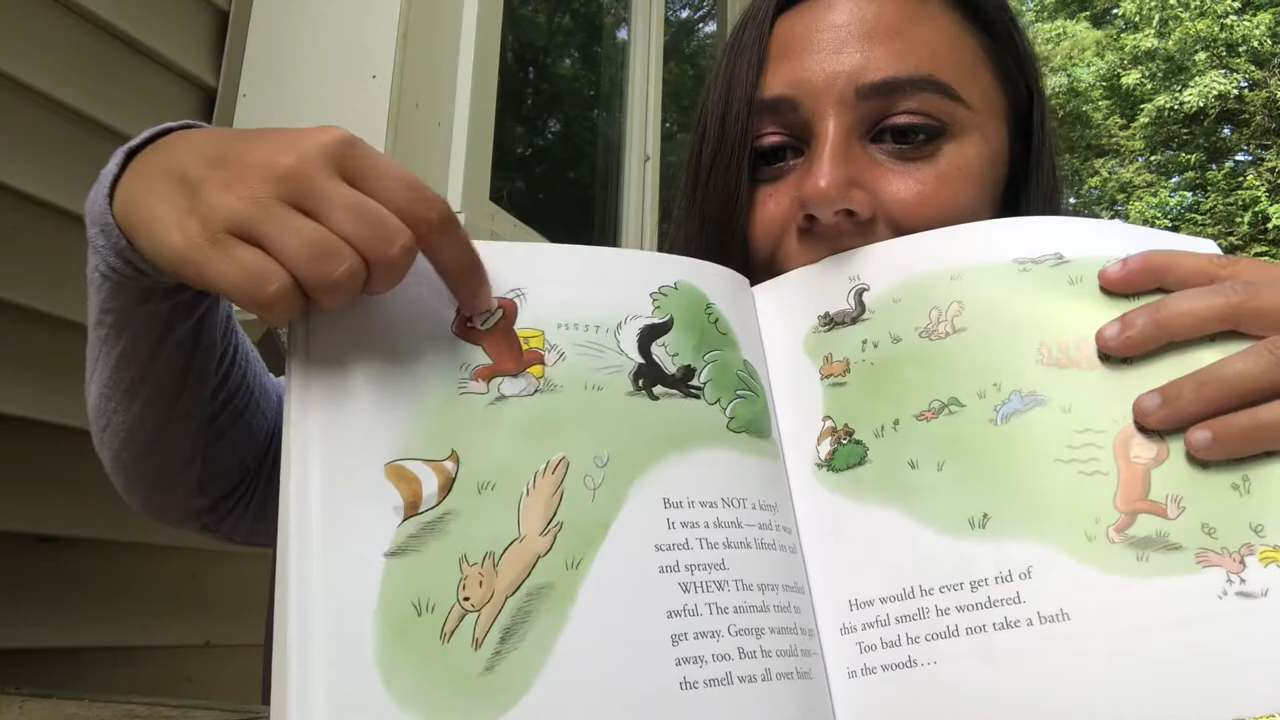 PSSST!
But it was NOT a kitty!
It was a skunk—and it was
scared. The skunk lifted its tail
and sprayed.
WHEW! The spray smelled
awful. The animals tried to
get away. George wanted to go
away, too. But he could not—
the smell was all over him!
How would he ever get rid of
this awful smell? he wondered.
Too bad he could not take a bath
in the woods...